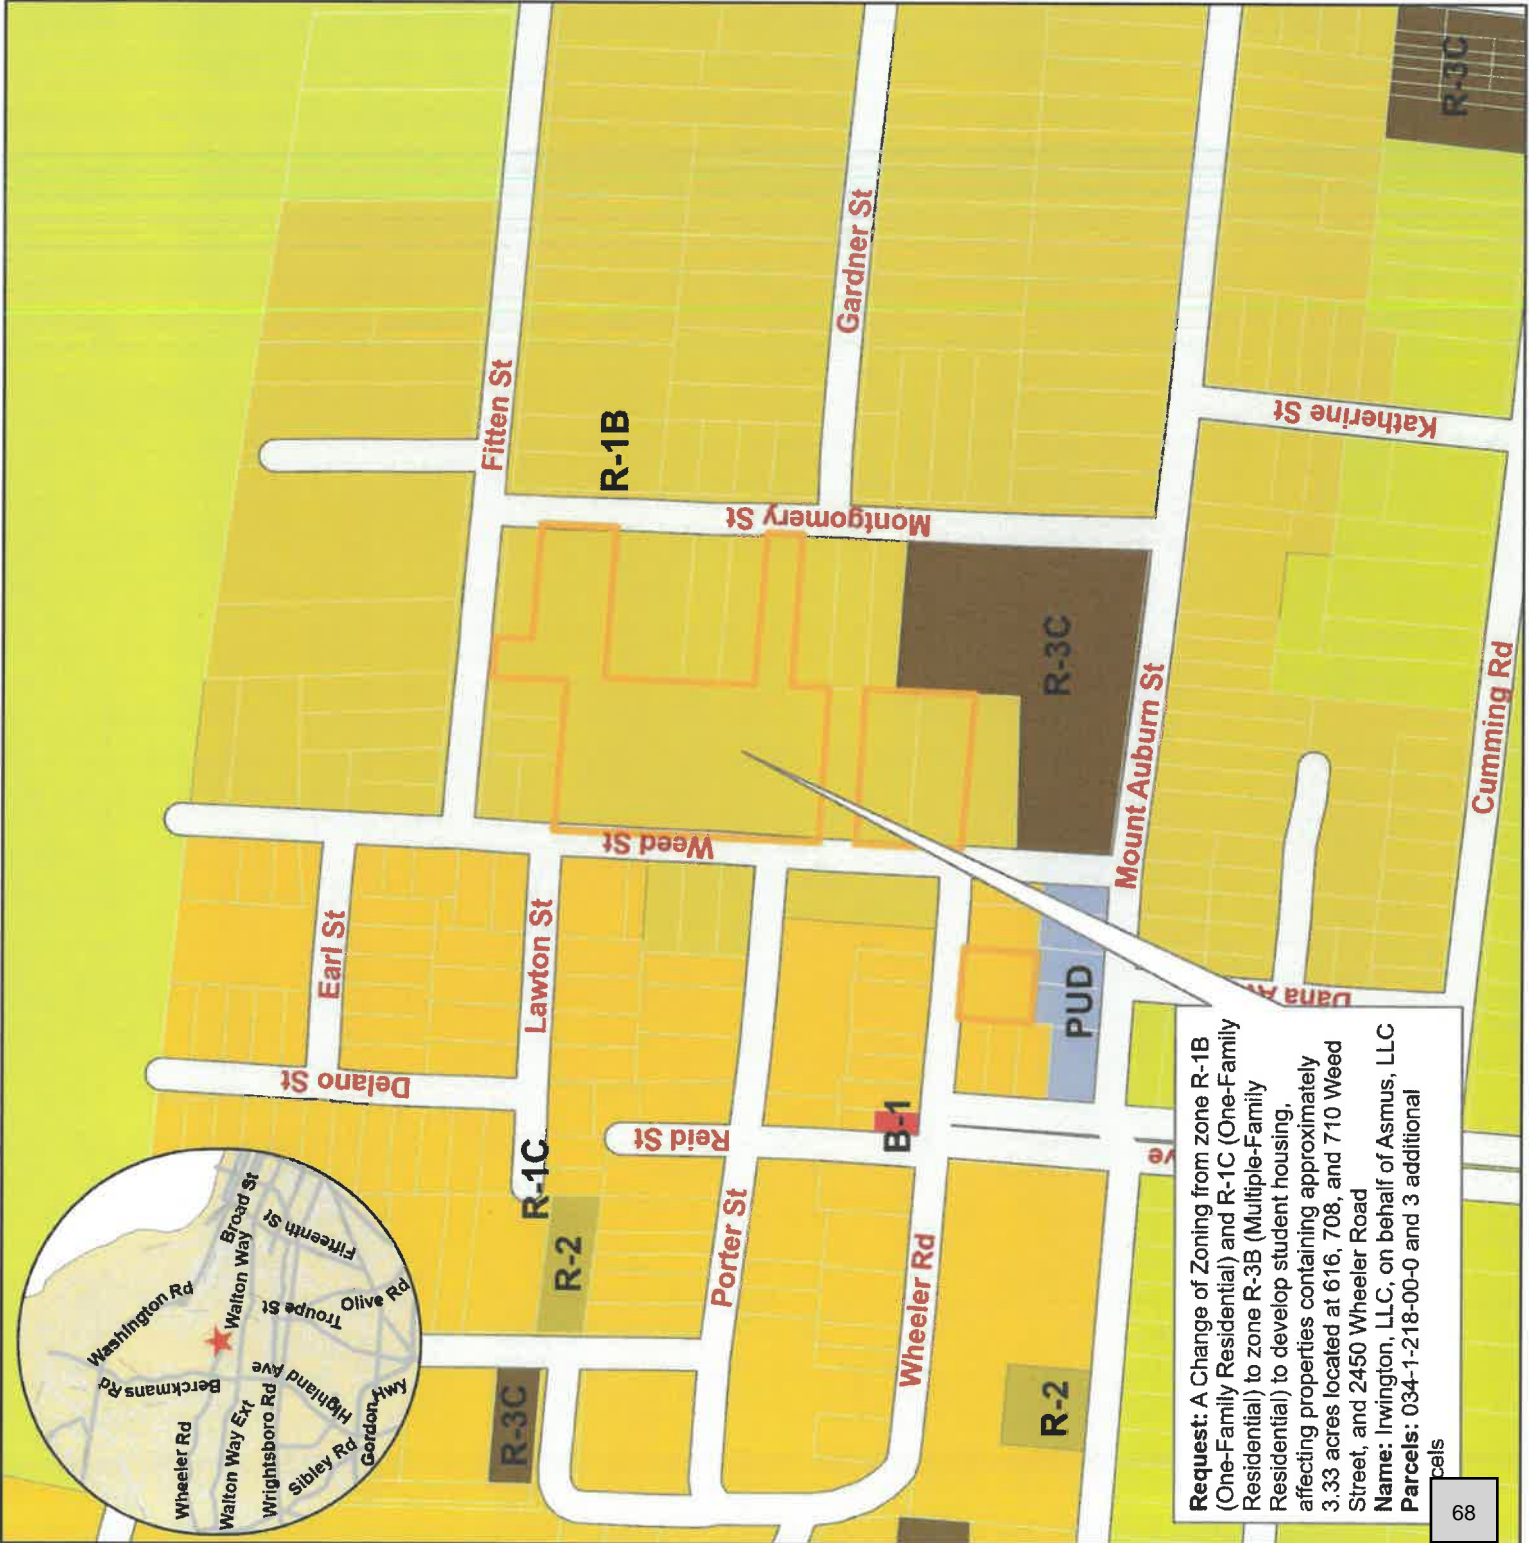 Fitten St
Gardner St
R-1B
Montgomery St
Katherine St
R-3C
R-3C
Mount Auburn St
Cumming Rd
Weed St
Earl St
Lawton St
Delano St
Reid St
R-1C
R-2
Porter St
B-1
PUD
Wheeler Rd
R-3C
R-2
Dana
ve
Washington Rd
Broad St
Walton Way
Fifteenth St
Troupe St
Olive Rd
Berckmans Rd
Highland Ave
Wheeler Rd
Walton Way Ext
Wrightsboro Rd
Sibley Rd
Gordon Hwy
Request: A Change of Zoning from zone R-1B
(One-Family Residential) and R-1C (One-Family
Residential) to zone R-3B (Multiple-Family
Residential) to develop student housing,
affecting properties containing approximately
3.33 acres located at 616, 708, and 710 Weed
Street, and 2450 Wheeler Road
Name: Irwington, LLC, on behalf of Asmus, LLC
Parcels: 034-1-218-00-0 and 3 additional
cels
68